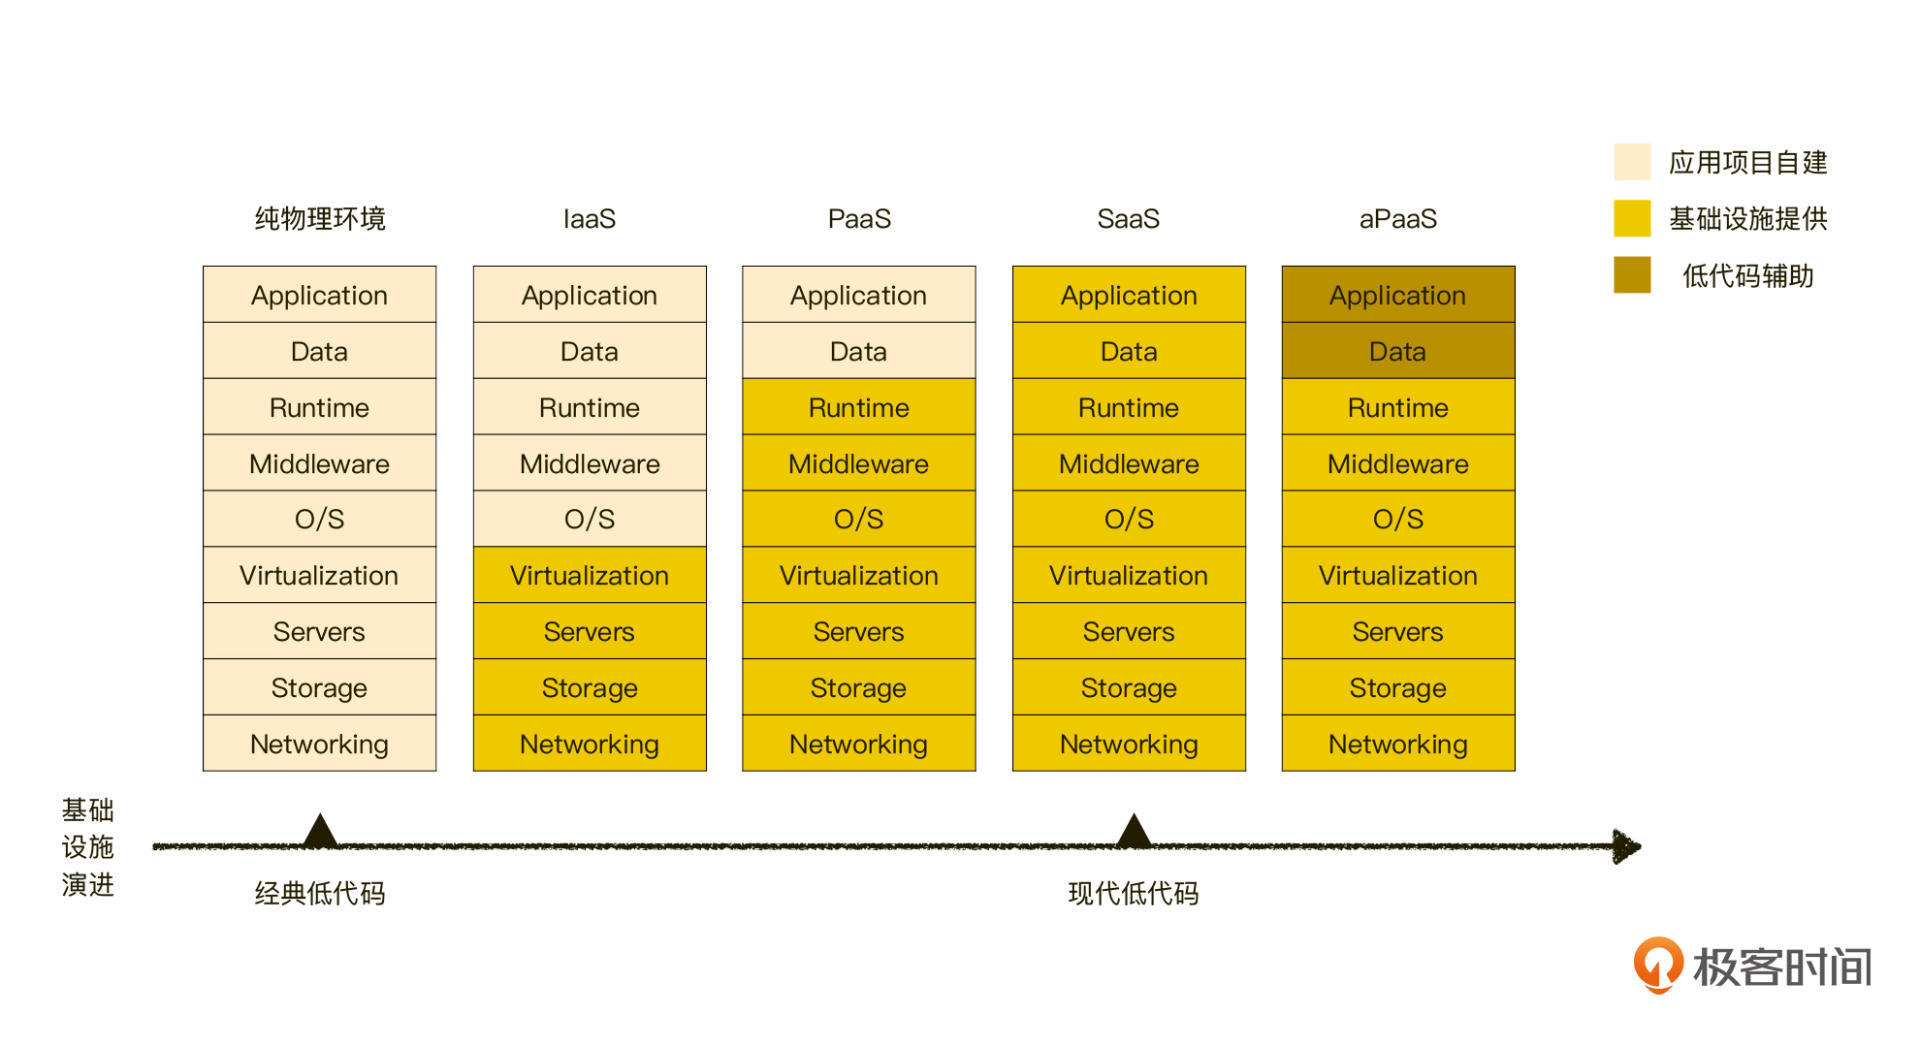 应用项目自建
基础设施提供
低代码辅助
纯物理环境
IaaS
PaaS
SaaS
aPaaS
Application
Application
Application
Application
Application
Data
Data
Data
Data
Data
Runtime
Runtime
Runtime
Runtime
Runtime
Middleware
Middleware
Middleware
Middleware
Middleware
O/S
O/S
O/S
O/S
O/S
Virtualization
Virtualization
Virtualization
Virtualization
Virtualization
Servers
Servers
Servers
Servers
Servers
Storage
Storage
Storage
Storage
Storage
Networking
Networking
Networking
Networking
Networking
基础
设施
演进
经典低代码
现代低代码
极客时间